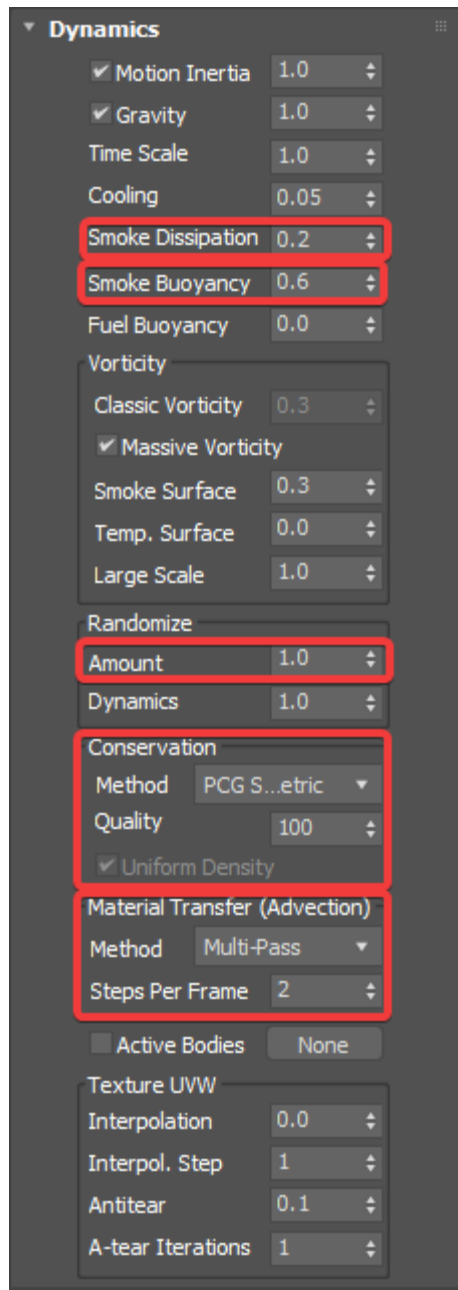 Dynamics
Motion Inertia 1.0
Gravity 1.0
Time Scale 1.0
Cooling 0.05
Smoke Dissipation 0.2
Smoke Buoyancy 0.6
Fuel Buoyancy 0.0
Vorticity
Classic Vorticity 0.3
Massive Vorticity
Smoke Surface 0.3
Temp. Surface 0.0
Large Scale 1.0
Randomize
Amount 1.0
Dynamics 1.0
Conservation
Method PCG S...etric
Quality 100
Uniform Density
Material Transfer (Advection)
Method Multi-Pass
Steps Per Frame 2
Active Bodies None
Texture UVW
Interpolation 0.0
Interpol. Step 1
Antitear 0.1
A-tear Iterations 1